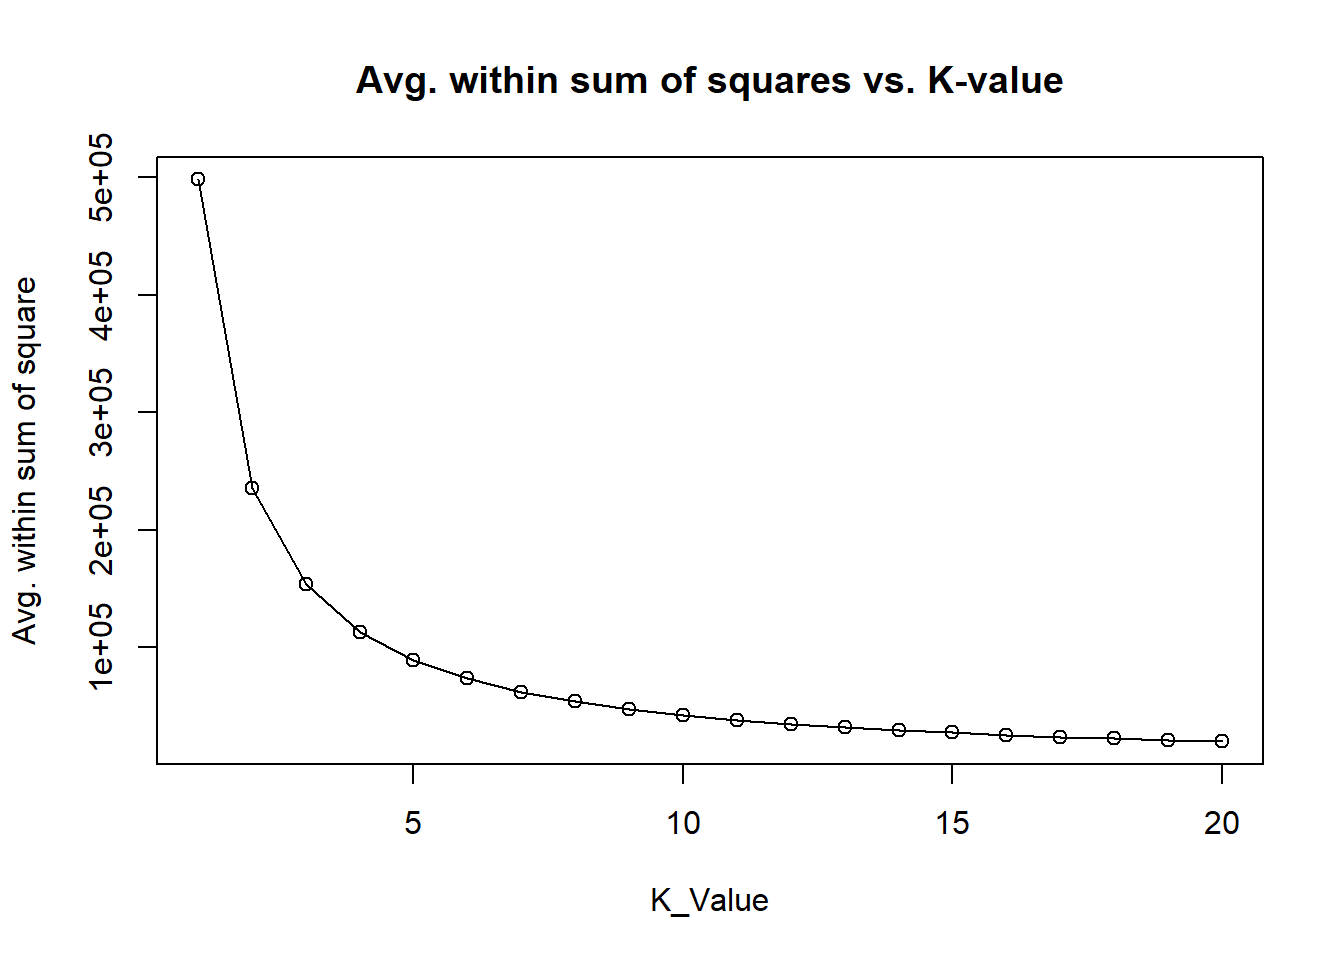 Avg. within sum of squares vs. K-value
Avg. within sum of square
5e+05
4e+05
3e+05
2e+05
1e+05
5
10
15
20
K_Value